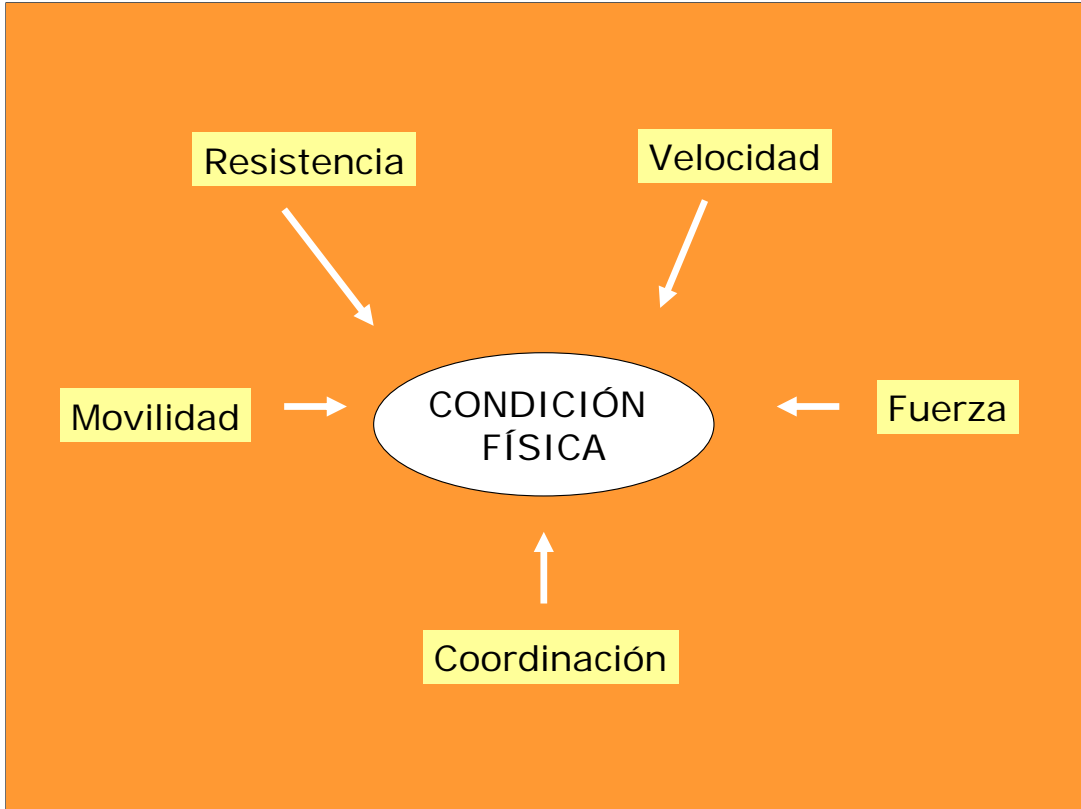 Resistencia
Velocidad
Movilidad
CONDICIÓN
FÍSICA
Fuerza
Coordinación